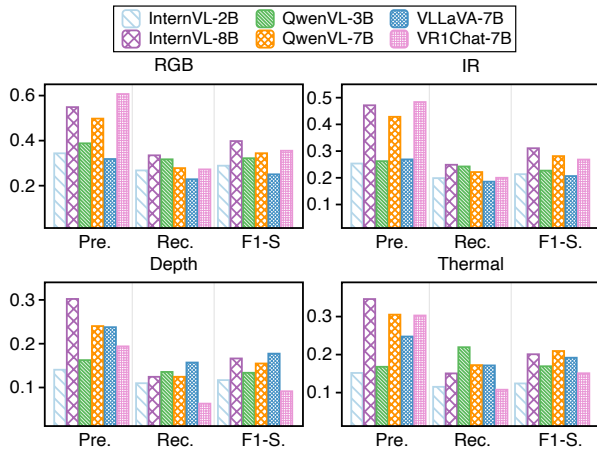 InternVL-2B QwenVL-3B VLLaVA-7B
InternVL-8B QwenVL-7B VR1Chat-7B
RGB IR
0.6
0.4
0.2
Pre. Rec. F1-S
0.5
0.4
0.3
0.2
0.1
Pre. Rec. F1-S.
Depth Thermal
0.3
0.2
0.1
Pre. Rec. F1-S.
0.3
0.2
0.1
Pre. Rec. F1-S.